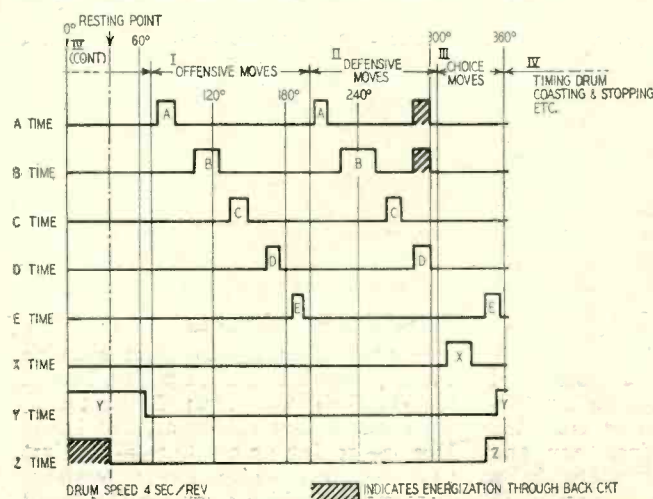 0° RESTING POINT
IV (CONT)
60°
I OFFENSIVE MOVES
II DEFENSIVE MOVES
300°
III CHOICE MOVES
360°
IV
TIMING DRUM COASTING & STOPPING ETC.
120°
180°
240°
A TIME A A
B TIME B B
C TIME C C
D TIME D D
E TIME E E
X TIME X
Y TIME Y Y
Z TIME Z
DRUM SPEED 4 SEC/REV
INDICATES ENERGIZATION THROUGH BACK CKT